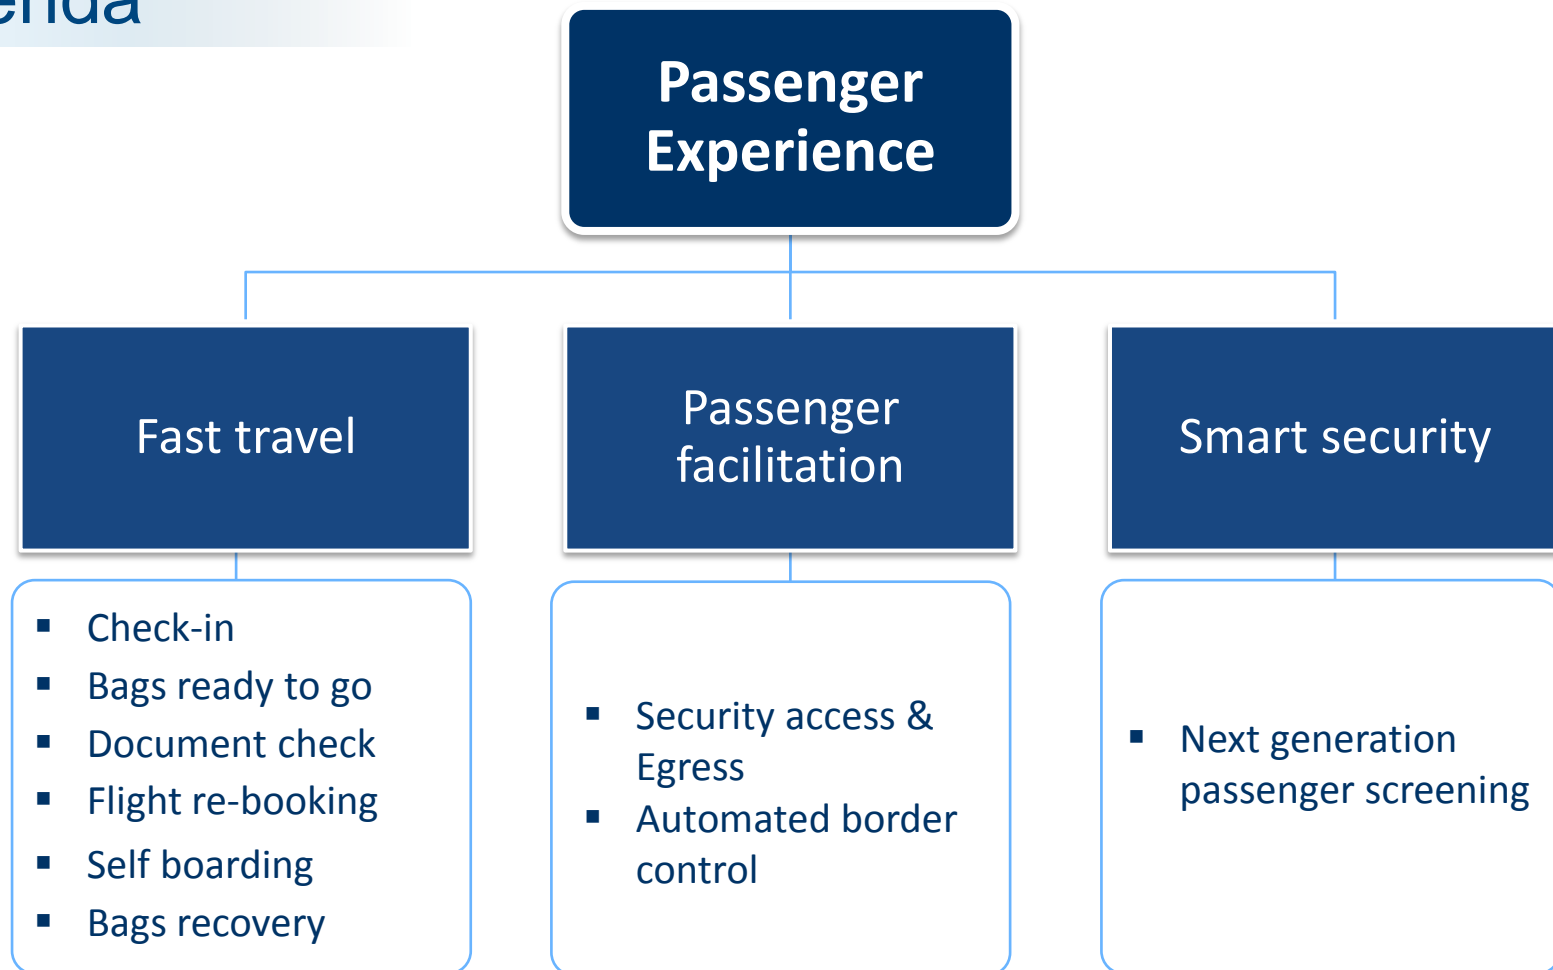 Passenger
Experience
Fast travel
Passenger
facilitation
Smart security
▪ Check-in
▪ Bags ready to go
▪ Document check
▪ Flight re-booking
▪ Self boarding
▪ Bags recovery
▪ Security access &
Egress
▪ Automated border
control
▪ Next generation
passenger screening